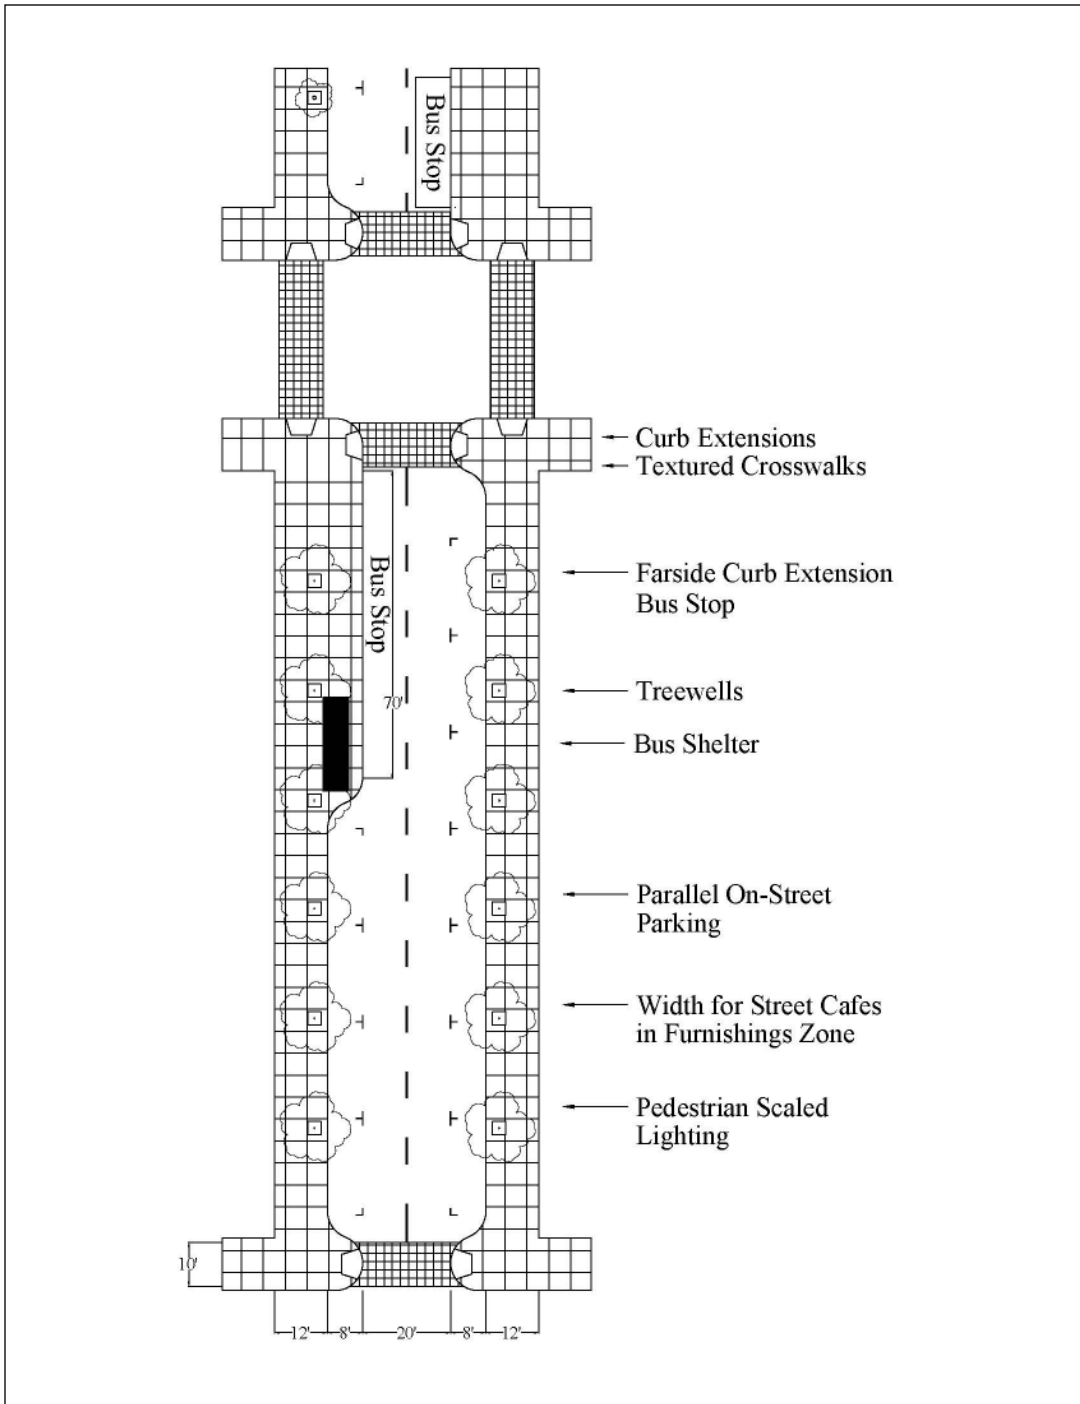 Bus Stop
Curb Extensions
Textured Crosswalks
Bus Stop
Farside Curb Extension
Bus Stop
Treewells
70'
Bus Shelter
Parallel On-Street
Parking
Width for Street Cafes
in Furnishings Zone
Pedestrian Scaled
Lighting
10'
12' 8' 20' 8' 12'